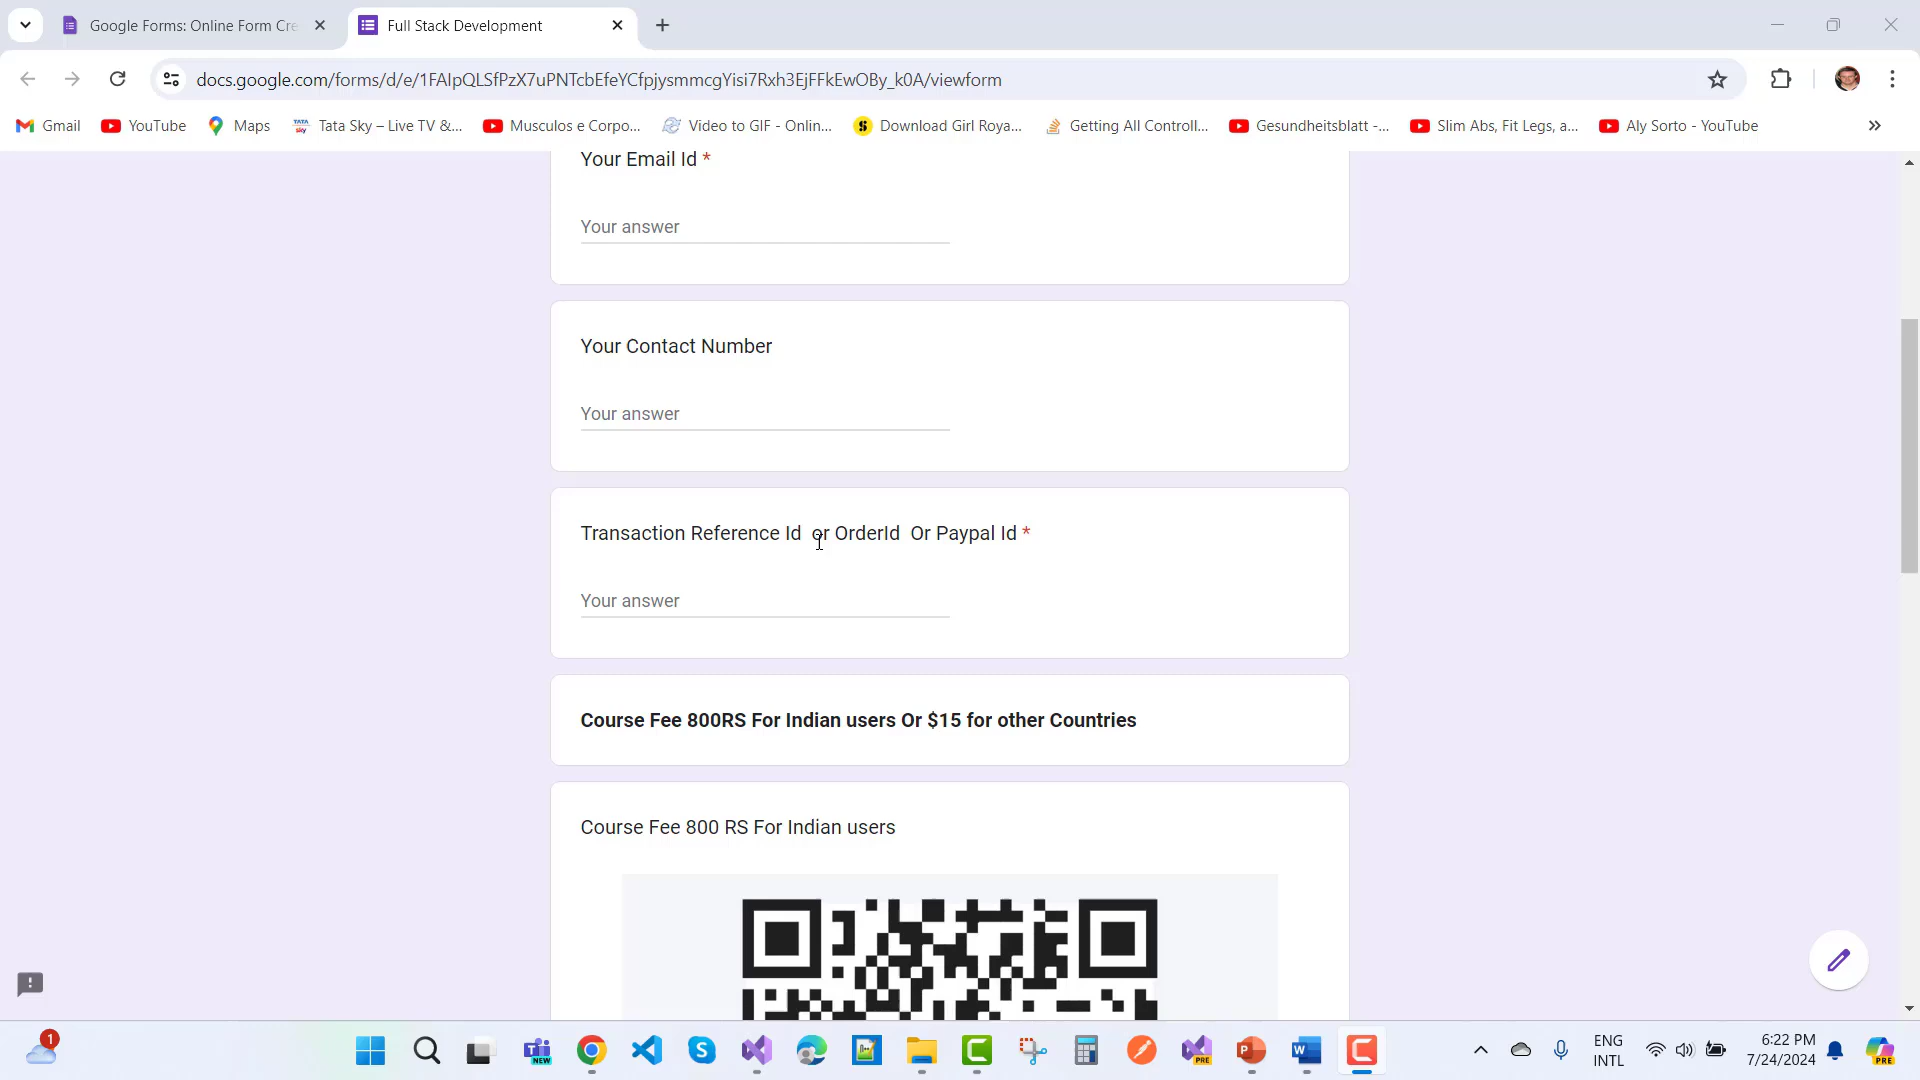 Google Forms: Online Form Cre
Full Stack Development
docs.google.com/forms/d/e/1FAIpQLSfPzX7uPNTcbEfeYCfpjysmmcgYisi7Rxh3EjFFkEwOBy_k0A/viewform
Gmail
YouTube
Maps
Tata Sky – Live TV &...
Musculos e Corpo...
Video to GIF - Onlin...
Download Girl Roya...
Getting All Controll...
Gesundheitsblatt -...
Slim Abs, Fit Legs, a...
Aly Sorto - YouTube
Your Email Id *
Your answer
Your Contact Number
Your answer
Transaction Reference Id or OrderId Or Paypal Id *
Your answer
Course Fee 800RS For Indian users Or $15 for other Countries
Course Fee 800 RS For Indian users
1
NEW
PRE
ENG
INTL
6:22 PM
7/24/2024
PRE